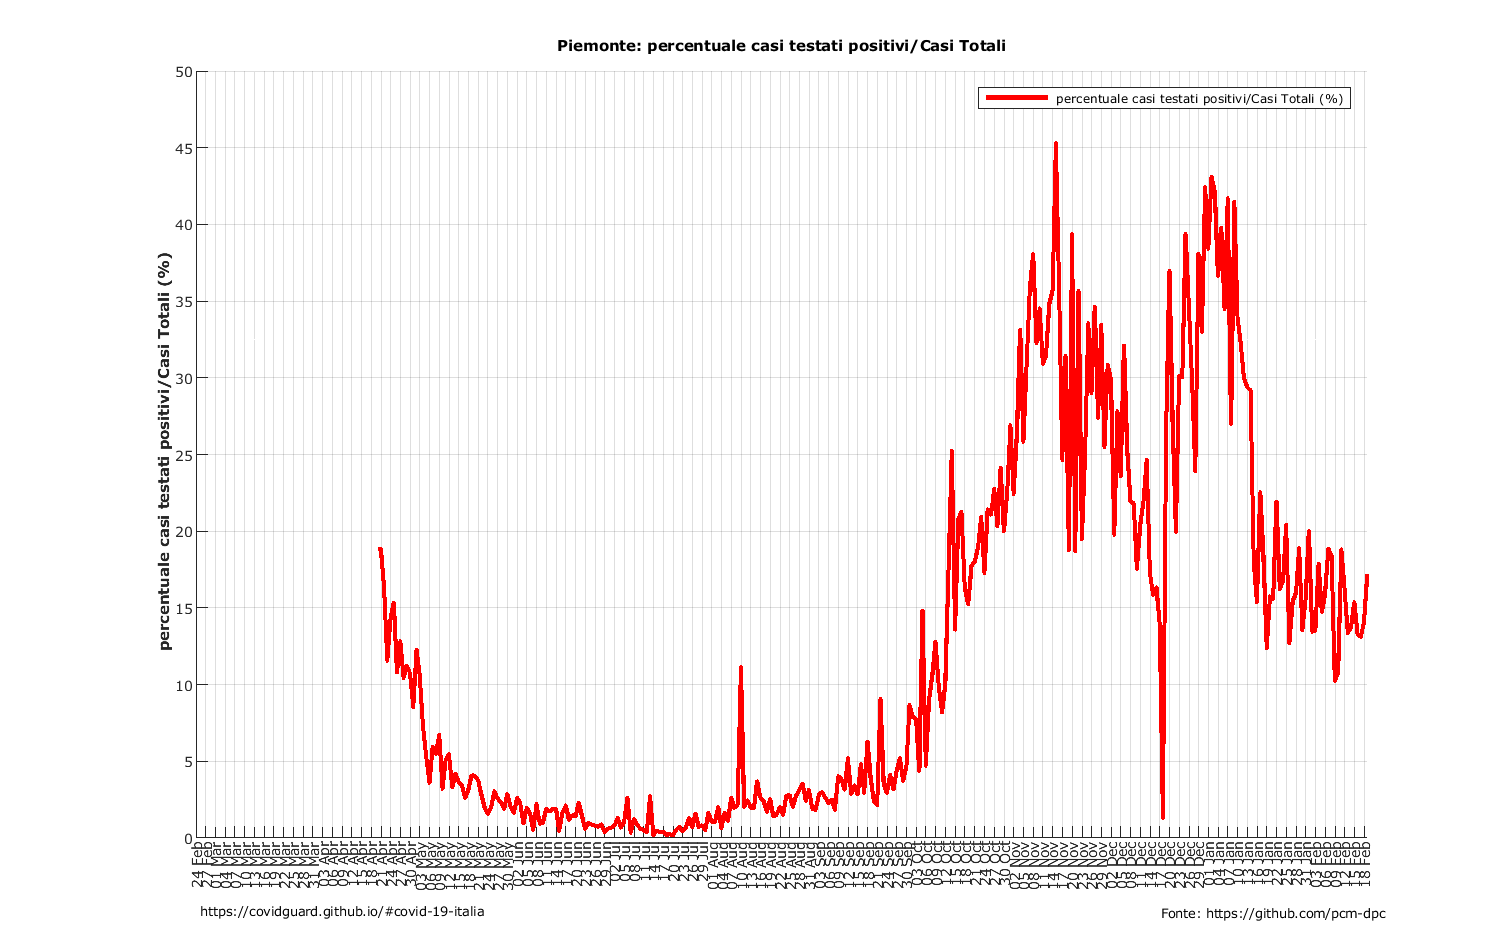 Piemonte: percentuale casi testati positivi/Casi Totali
percentuale casi testati positivi/Casi Totali (%)
percentuale casi testati positivi/Casi Totali (%)
50
45
40
35
30
25
20
15
10
5
0
24 Feb
27 Feb
01 Mar
04 Mar
07 Mar
10 Mar
13 Mar
16 Mar
19 Mar
22 Mar
25 Mar
28 Mar
31 Mar
03 Apr
06 Apr
09 Apr
12 Apr
15 Apr
18 Apr
21 Apr
24 Apr
27 Apr
30 Apr
03 May
06 May
09 May
12 May
15 May
18 May
21 May
24 May
27 May
30 May
02 Jun
05 Jun
08 Jun
11 Jun
14 Jun
17 Jun
20 Jun
23 Jun
26 Jun
29 Jun
02 Jul
05 Jul
08 Jul
11 Jul
14 Jul
17 Jul
20 Jul
23 Jul
26 Jul
29 Jul
01 Aug
04 Aug
07 Aug
10 Aug
13 Aug
16 Aug
19 Aug
22 Aug
25 Aug
28 Aug
31 Aug
03 Sep
06 Sep
09 Sep
12 Sep
15 Sep
18 Sep
21 Sep
24 Sep
27 Sep
30 Sep
03 Oct
06 Oct
09 Oct
12 Oct
15 Oct
18 Oct
21 Oct
24 Oct
27 Oct
30 Oct
02 Nov
05 Nov
08 Nov
11 Nov
14 Nov
17 Nov
20 Nov
23 Nov
26 Nov
29 Nov
02 Dec
05 Dec
08 Dec
11 Dec
14 Dec
17 Dec
20 Dec
23 Dec
26 Dec
29 Dec
01 Jan
04 Jan
07 Jan
10 Jan
13 Jan
16 Jan
19 Jan
22 Jan
25 Jan
28 Jan
31 Jan
03 Feb
06 Feb
09 Feb
12 Feb
15 Feb
18 Feb
https://covidguard.github.io/#covid-19-italia
Fonte: https://github.com/pcm-dpc